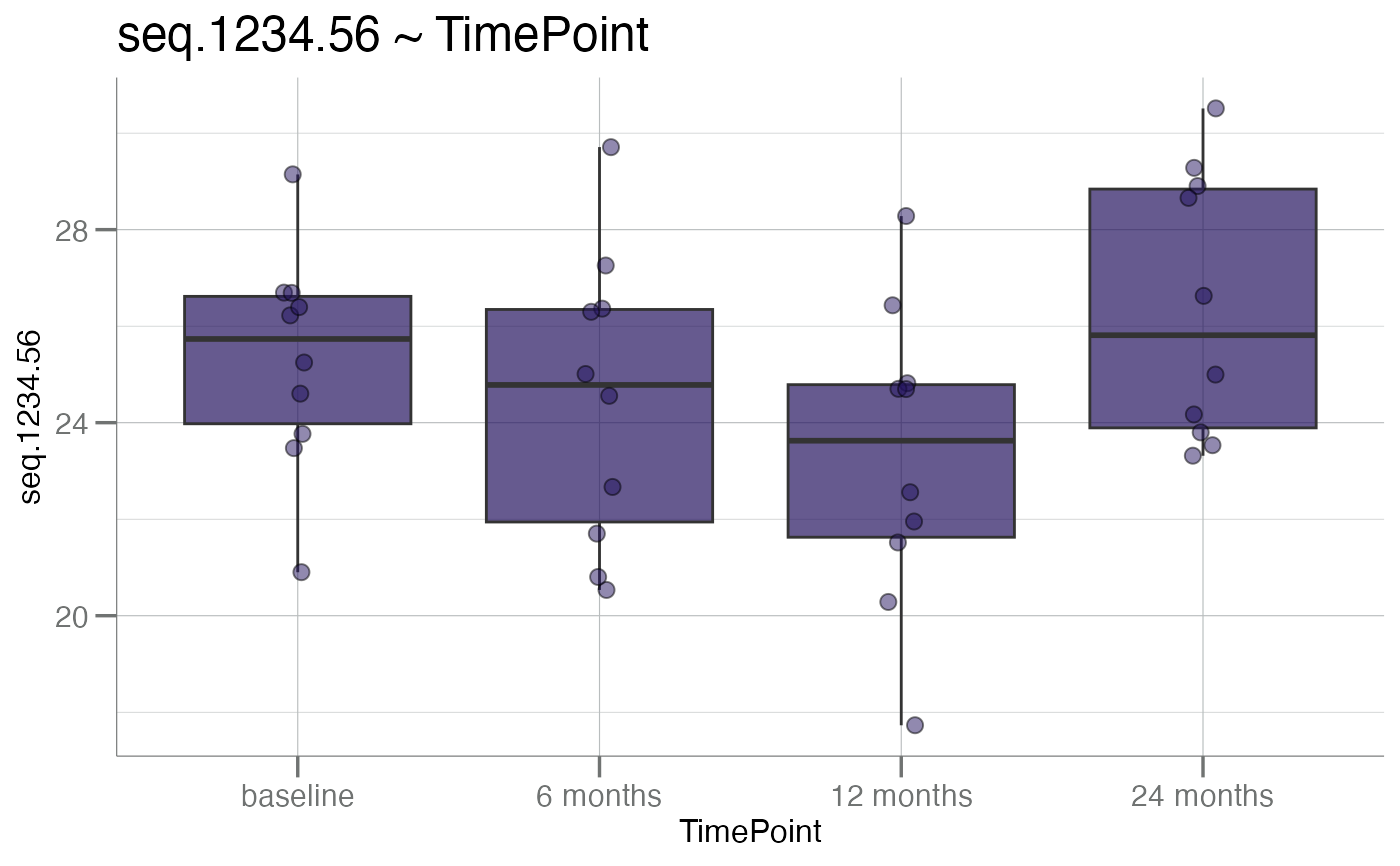 seq.1234.56 ~ TimePoint
seq.1234.56
28
24
20
baseline 6 months 12 months 24 months
TimePoint